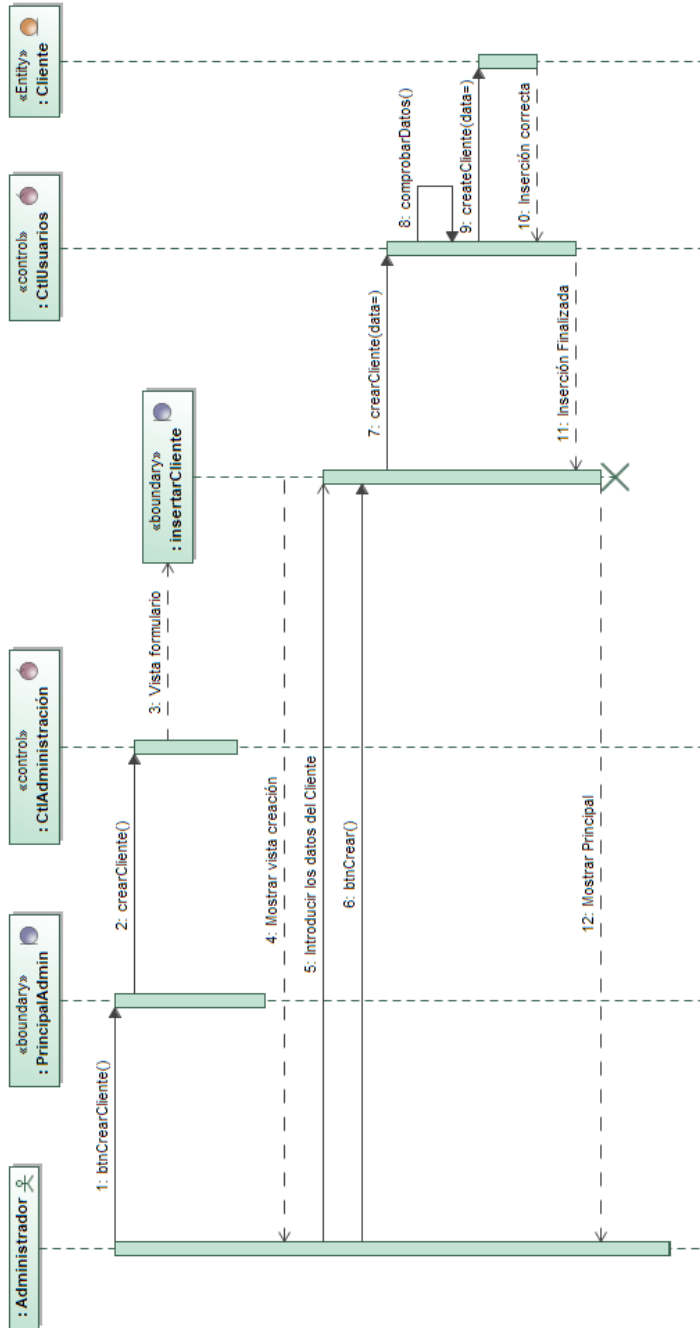 : Administrador
«boundary»
: PrincipalAdmin
«control»
: CtlAdministración
«boundary»
: insertarCliente
«control»
: CtlUsuarios
«Entity»
: Cliente
1: btnCrearCliente()
2: crearCliente()
3: Vista formulario
4: Mostrar vista creación
5: Introducir los datos del Cliente
6: btnCrear()
7: crearCliente(data=)
8: comprobarDatos()
9: createCliente(data=)
10: Inserción correcta
11: Inserción Finalizada
12: Mostrar Principal